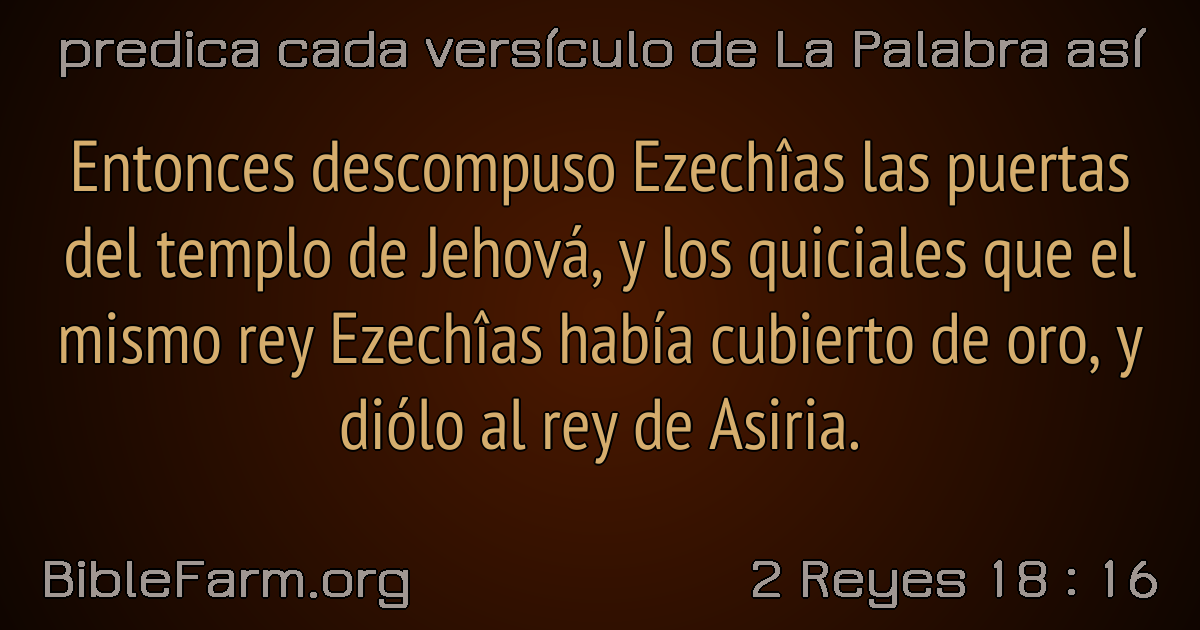 predica cada versículo de La Palabra así
Entonces descompuso Ezechîas las puertas
del templo de Jehová, y los quiciales que el
mismo rey Ezechîas había cubierto de oro, y
diólo al rey de Asiria.
BibleFarm.org
2 Reyes 18 : 16